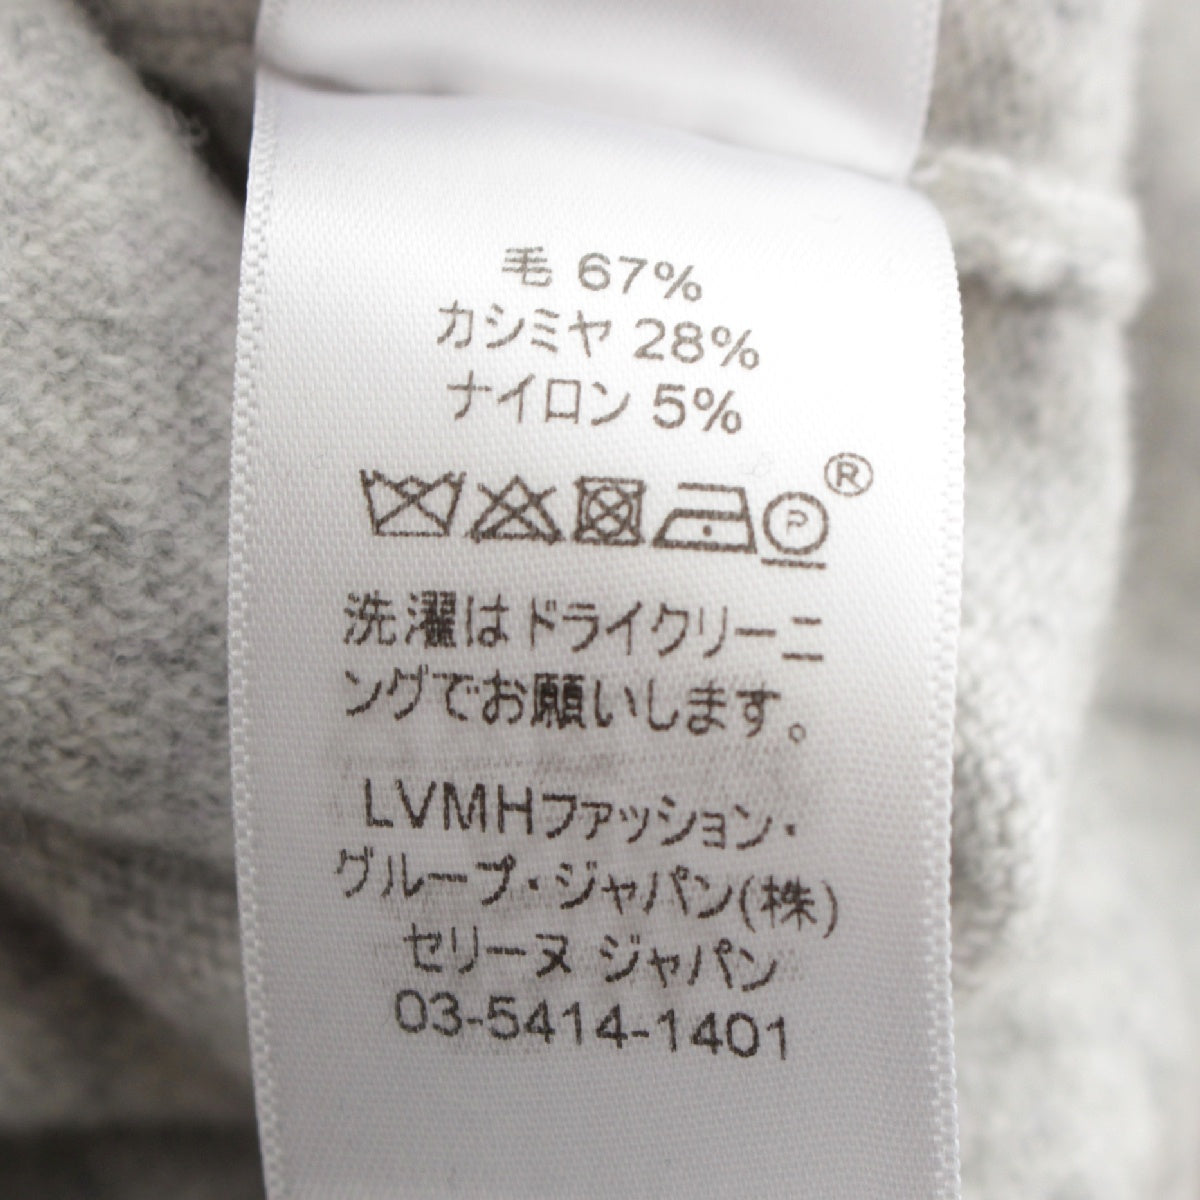 毛 67%
カシミヤ 28%
ナイロン 5%
P ®
洗濯はドライクリーニ
ングでお願いします。
LVMHファッション・
グループ・ジャパン(株)
セリーヌ ジャパン
03-5414-1401